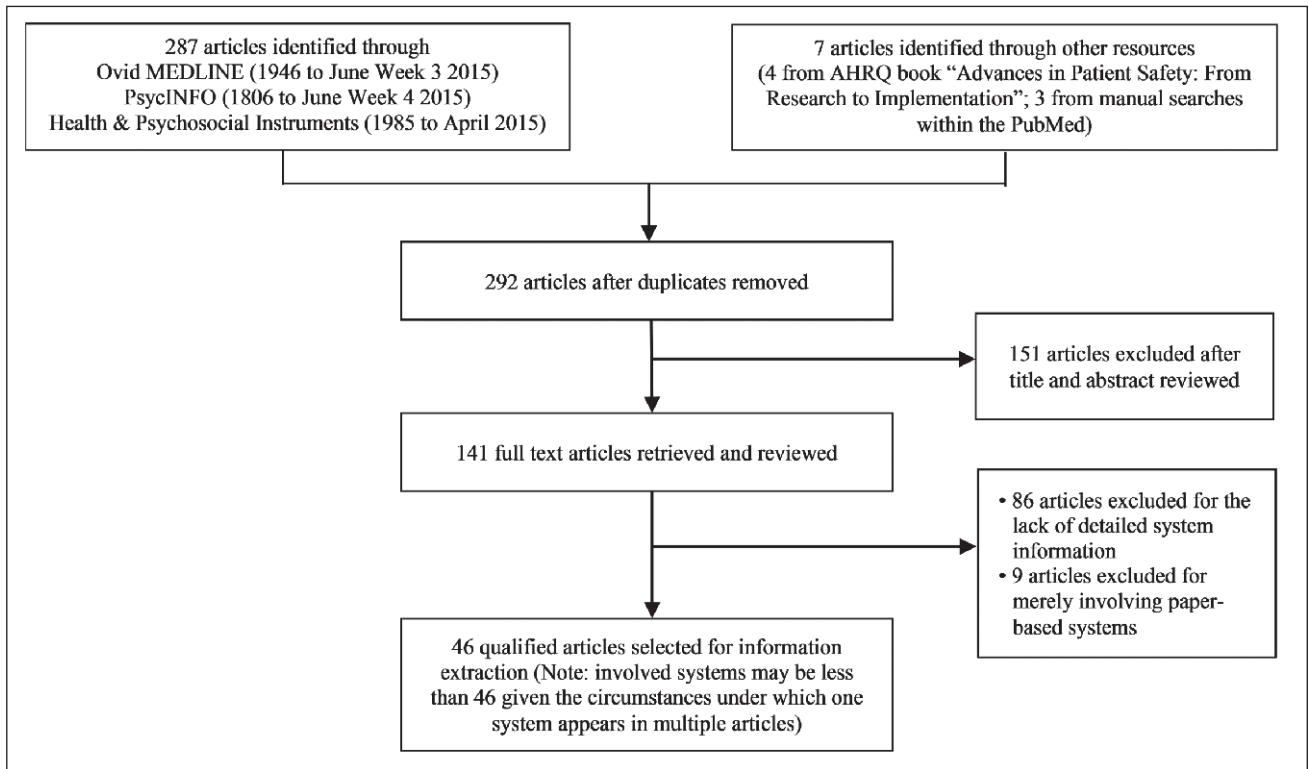 287 articles identified through
Ovid MEDLINE (1946 to June Week 3 2015)
PsycINFO (1806 to June Week 4 2015)
Health & Psychosocial Instruments (1985 to April 2015)
7 articles identified through other resources
(4 from AHRQ book “Advances in Patient Safety: From
Research to Implementation”; 3 from manual searches
within the PubMed)
292 articles after duplicates removed
151 articles excluded after
title and abstract reviewed
141 full text articles retrieved and reviewed
• 86 articles excluded for the
lack of detailed system
information
• 9 articles excluded for
merely involving paper-
based systems
46 qualified articles selected for information
extraction (Note: involved systems may be less
than 46 given the circumstances under which one
system appears in multiple articles)